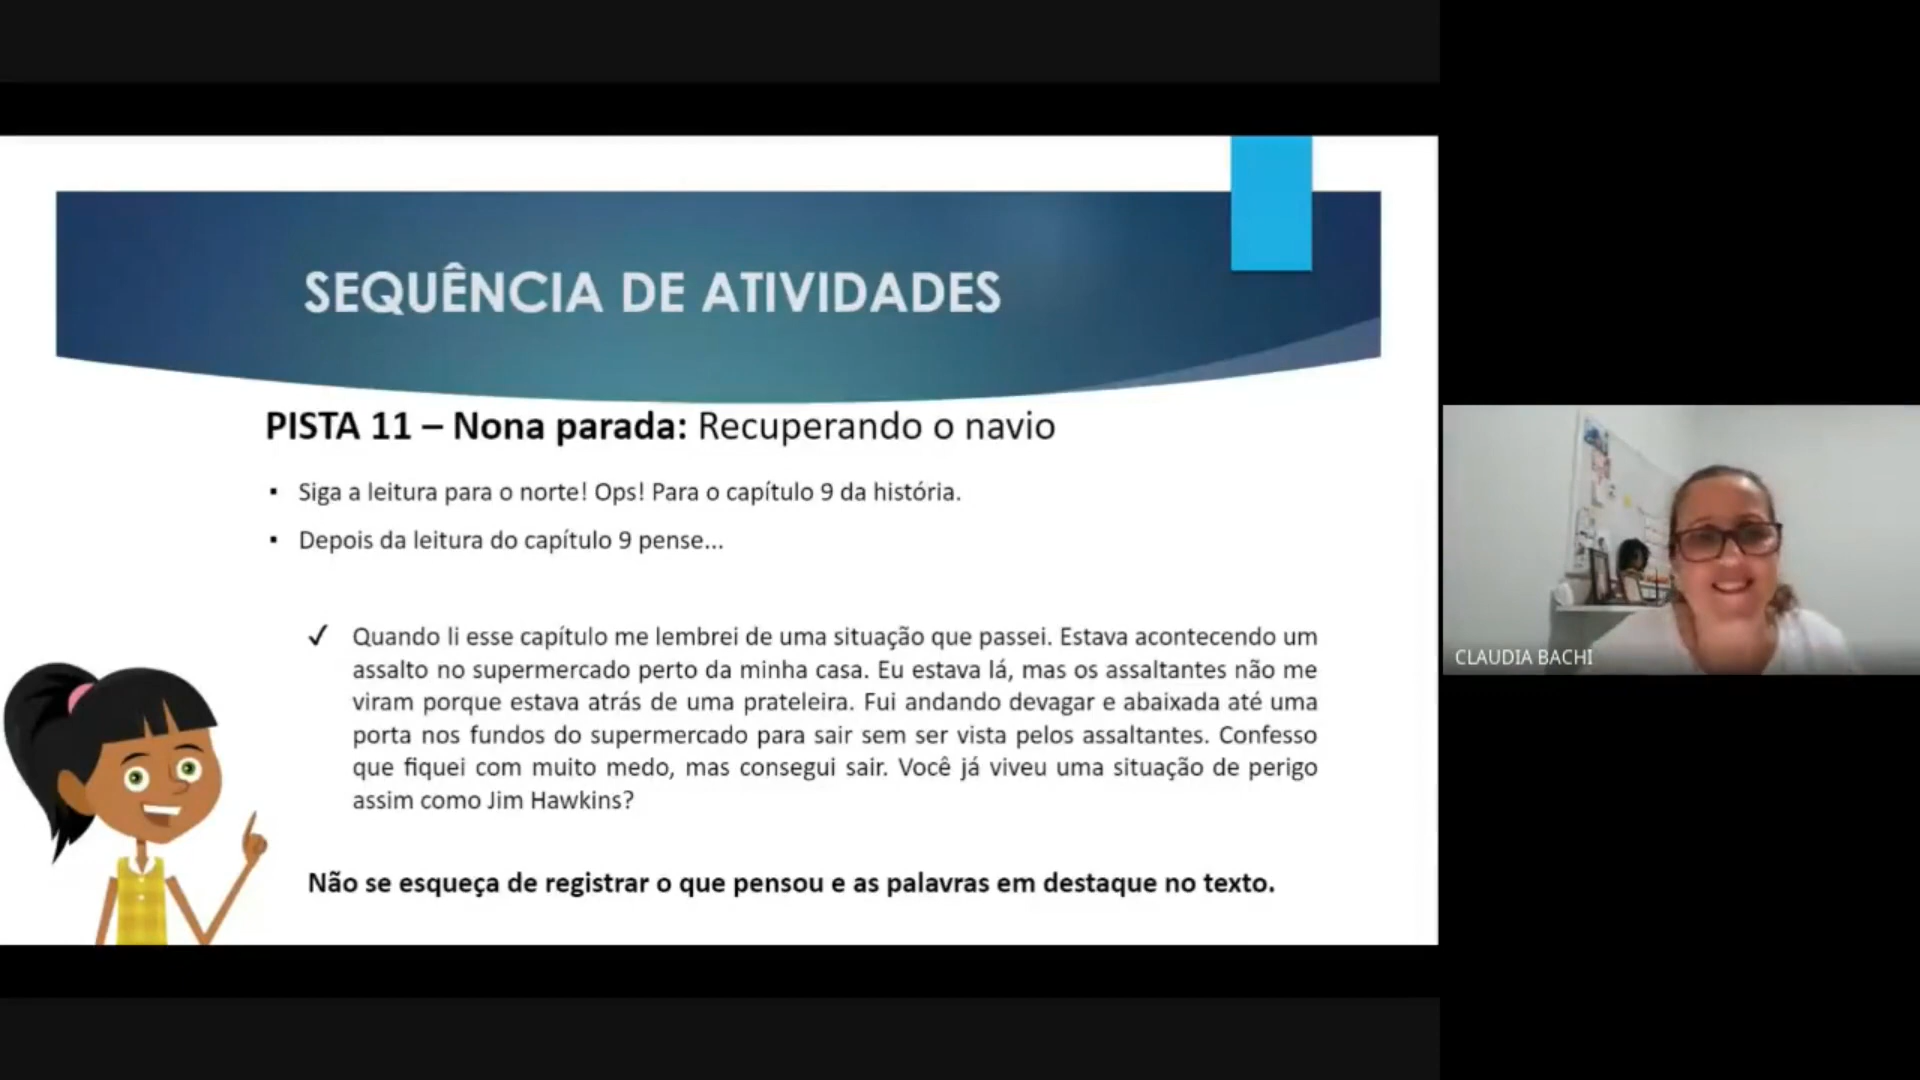 SEQUÊNCIA DE ATIVIDADES
PISTA 11 – Nona parada: Recuperando o navio
▪ Siga a leitura para o norte! Ops! Para o capítulo 9 da história.
▪ Depois da leitura do capítulo 9 pense...
✓ Quando li esse capítulo me lembrei de uma situação que passei. Estava acontecendo um
assalto no supermercado perto da minha casa. Eu estava lá, mas os assaltantes não me
viram porque estava atrás de uma prateleira. Fui andando devagar e abaixada até uma
porta nos fundos do supermercado para sair sem ser vista pelos assaltantes. Confesso
que fiquei com muito medo, mas consegui sair. Você já viveu uma situação de perigo
assim como Jim Hawkins?
Não se esqueça de registrar o que pensou e as palavras em destaque no texto.
CLAUDIA BACHI